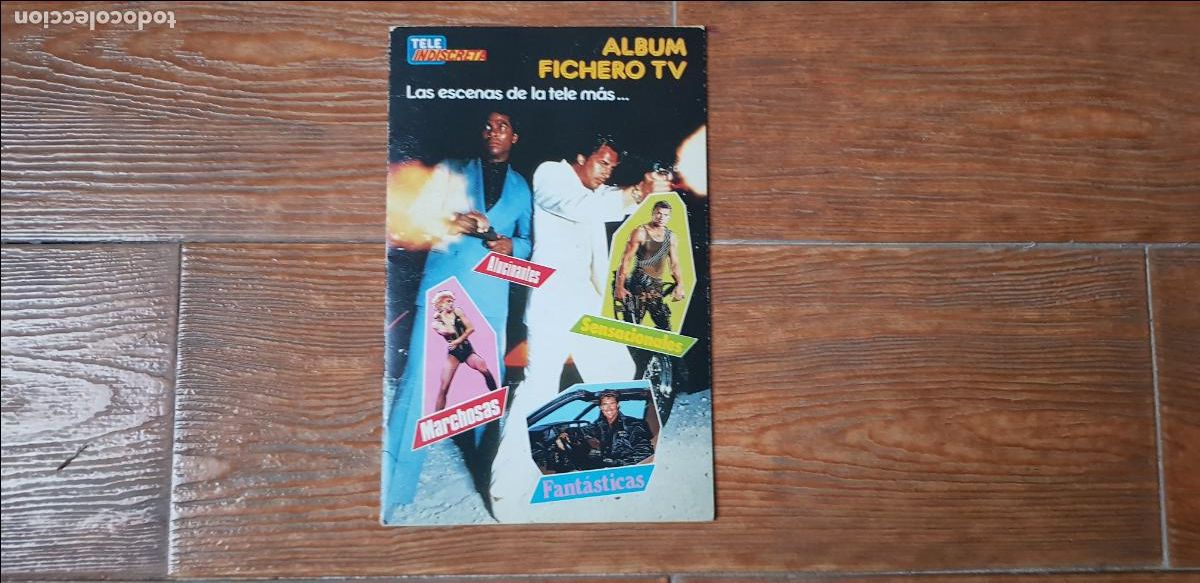 todocoleccion
TELE
INDISCRETA
ALBUM
FICHERO TV
Las escenas de la tele más...
Alucinantes
Sensacionales
Marchosas
Fantásticas